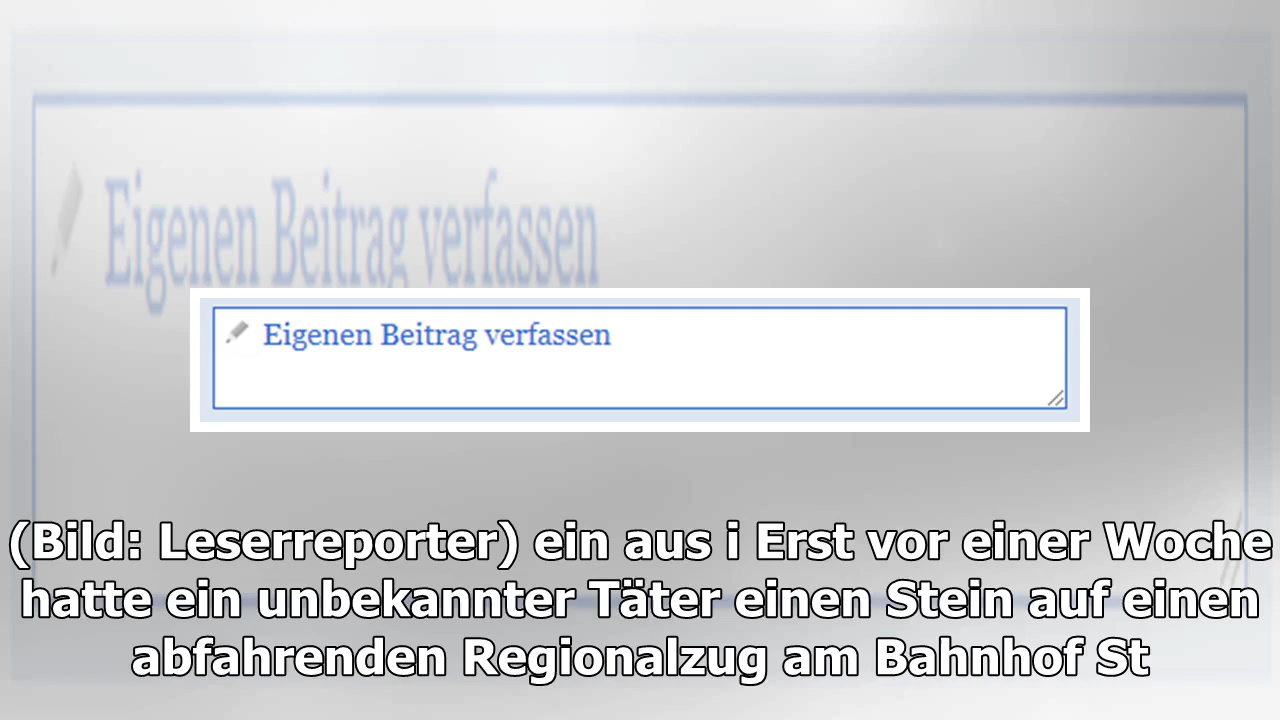 Eigenen Beitrag verfassen
Eigenen Beitrag verfassen
(Bild: Leserreporter) ein aus i Erst vor einer Woche
hatte ein unbekannter Täter einen Stein auf einen
abfahrenden Regionalzug am Bahnhof St